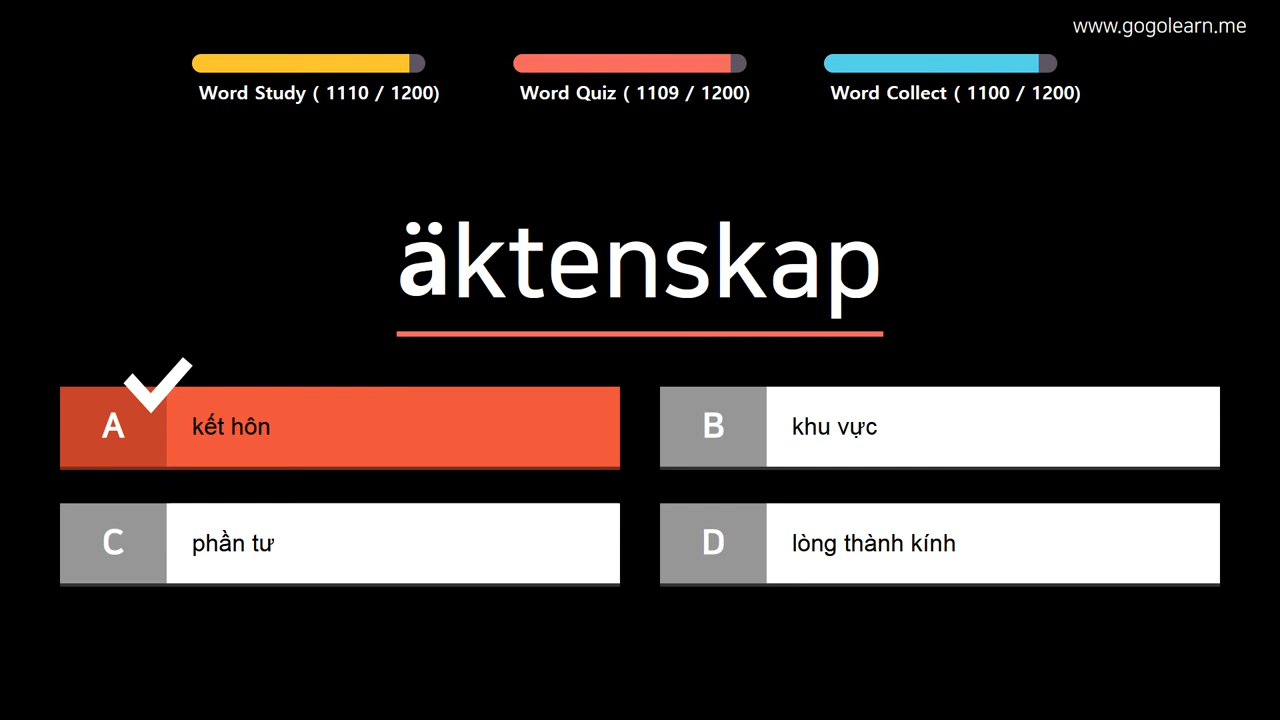 www.gogolearn.me
Word Study ( 1110 / 1200)
Word Quiz ( 1109 / 1200)
Word Collect ( 1100 / 1200)
äktenskap
A kết hôn
B khu vực
C phần tư
D lòng thành kính